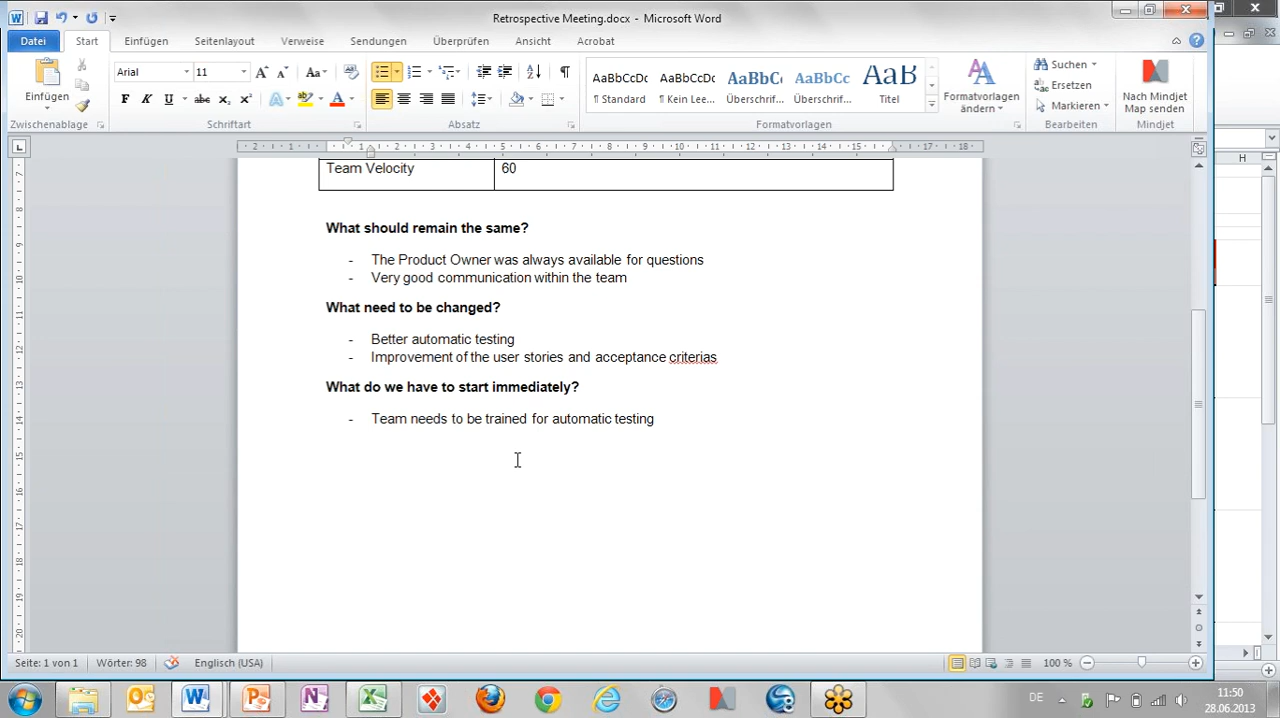 Retrospective Meeting.docx - Microsoft Word
Datei Start Einfügen Seitenlayout Verweise Sendungen Überprüfen Ansicht Acrobat
Arial 11
Einfügen
Zwischenablage
Schriftart
Absatz
AaBbCcDc AaBbCcDc AaBbC AaBbCc AaB
¶ Standard ¶ Kein Lee... Überschrif... Überschrif... Titel
Formatvorlagen
Formatvorlagen ändern
Suchen
Ersetzen
Markieren
Bearbeiten
Nach Mindjet
Map senden
Mindjet
H
Team Velocity 60
What should remain the same?
- The Product Owner was always available for questions
- Very good communication within the team
What need to be changed?
- Better automatic testing
- Improvement of the user stories and acceptance criterias
What do we have to start immediately?
- Team needs to be trained for automatic testing
Seite: 1 von 1 Wörter: 98 Englisch (USA) 100 %
DE 11:50
28.06.2013